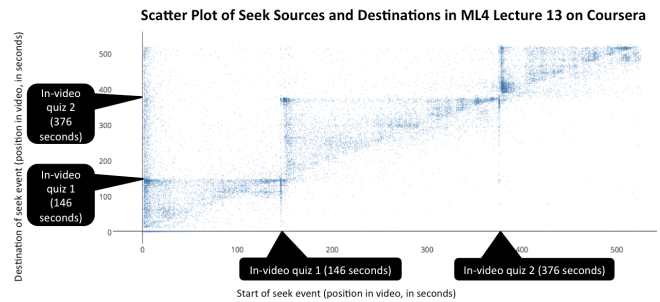 Scatter Plot of Seek Sources and Destinations in ML4 Lecture 13 on Coursera
Destination of seek event (position in video, in seconds)
500
400
300
200
100
0
In-video
quiz 2
(376
seconds)
In-video
quiz 1
(146
seconds)
0
100
200
300
400
500
In-video quiz 1 (146 seconds)
In-video quiz 2 (376 seconds)
Start of seek event (position in video, in seconds)